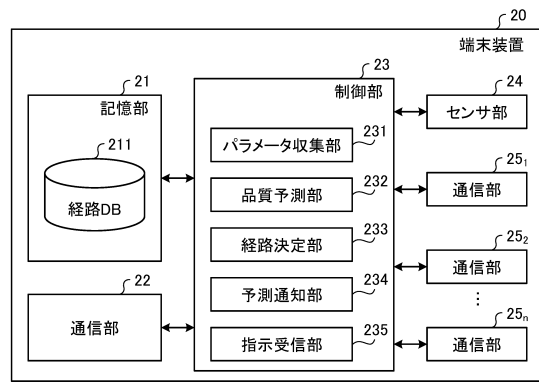 20
端末装置
21
記憶部
211
経路DB
22
通信部
23
制御部
パラメータ収集部
231
品質予測部
232
経路決定部
233
予測通知部
234
指示受信部
235
24
センサ部
25₁
通信部
25₂
通信部
⋮
25ₙ
通信部